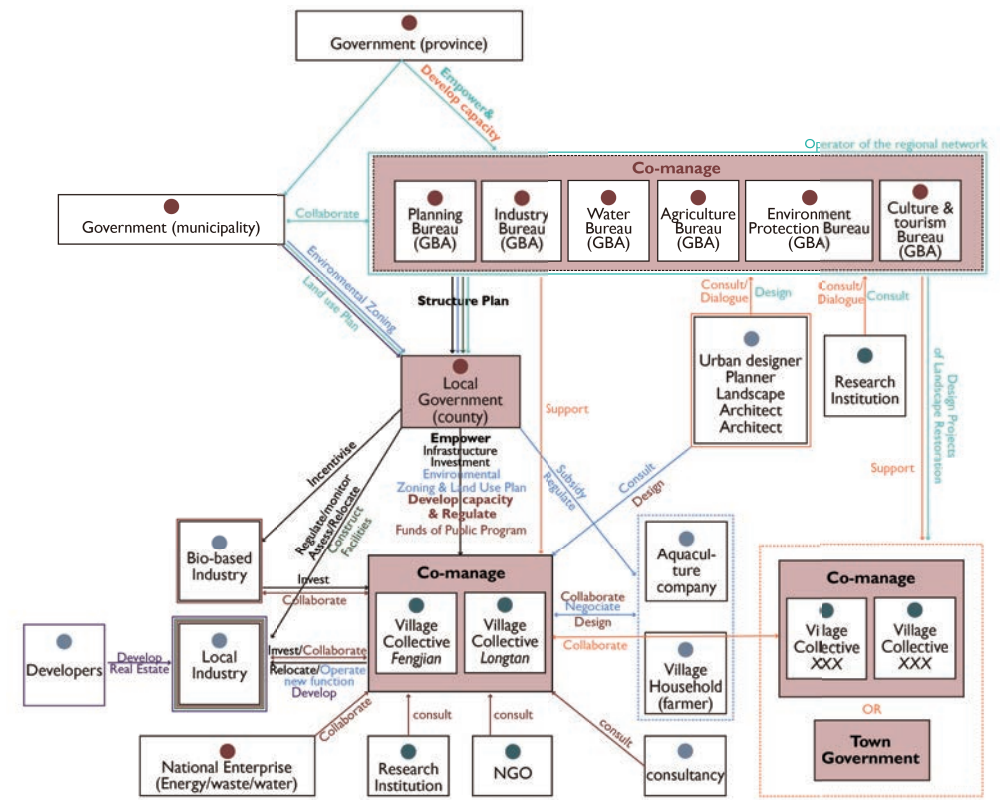 Government (province)
Empower&
Develop capacity
Operator of the regional network
Co-manage
Planning
Bureau
(GBA)
Industry
Bureau
(GBA)
Water
Bureau
(GBA)
Agriculture
Bureau
(GBA)
Environment
Protection Bureau
(GBA)
Culture &
tourism
Bureau
(GBA)
Government (municipality)
Collaborate
Environmental Zoning
Land use Plan
Structure Plan
Consult/
Dialogue
Design
Consult/
Dialogue
Consult
Urban designer
Planner
Landscape
Architect
Architect
Research
Institution
Design Projects
of Landscape Restoration
Support
Local
Government
(county)
Support
Empower
Infrastructure
Investment
Environmental
Zoning & Land Use Plan
Develop capacity
& Regulate
Funds of Public Program
Incentivise
Regulate/monitor
Assess/Relocate
Construct
Facilities
Subsidy
Regulate
Consult
Design
Bio-based
Industry
Invest
Collaborate
Co-manage
Village
Collective
Fengjian
Village
Collective
Longtan
Aquacul-
ture
company
Collaborate
Negociate
Design
Collaborate
Village
Household
(farmer)
Co-manage
Village
Collective
XXX
Village
Collective
XXX
OR
Town
Government
Developers
Develop
Real Estate
Local
Industry
Invest/Collaborate
Relocate/Operate
new function
Develop
Collaborate
consult
consult
consult
National Enterprise
(Energy/waste/water)
Research
Institution
NGO
consultancy